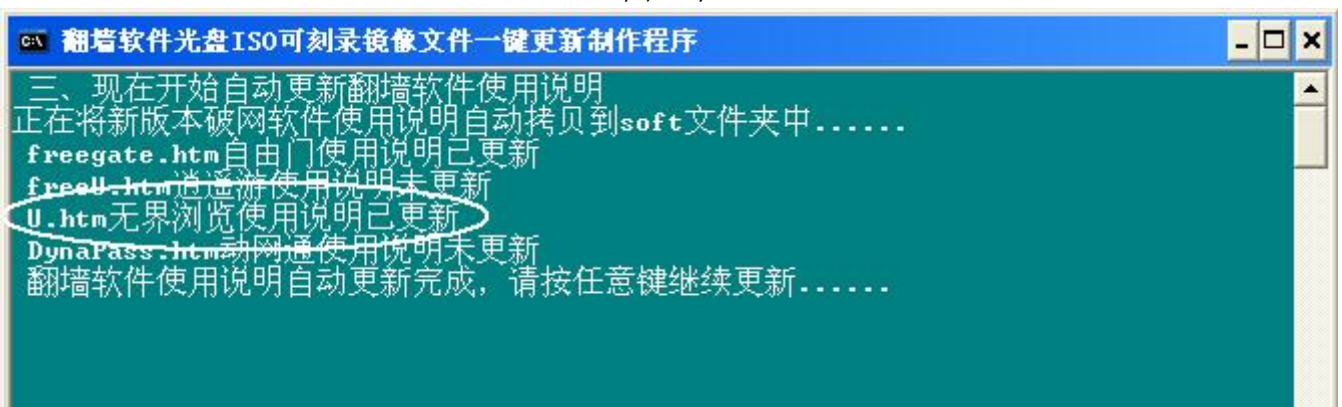 翻墙软件光盘ISO可刻录镜像文件一键更新制作程序
三、现在开始自动更新翻墙软件使用说明
正在将新版本破网软件使用说明自动拷贝到soft文件夹中......
freegate.htm自由门使用说明已更新
freeU.htm逍遥游使用说明未更新
U.htm无界浏览使用说明已更新
DynaPass.htm动网通使用说明未更新
翻墙软件使用说明自动更新完成，请按任意键继续更新......